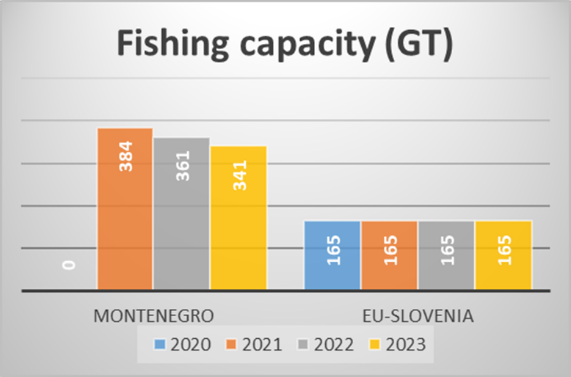 Fishing capacity (GT)
0
384
361
341
165
165
165
165
MONTENEGRO
EU-SLOVENIA
2020 2021 2022 2023